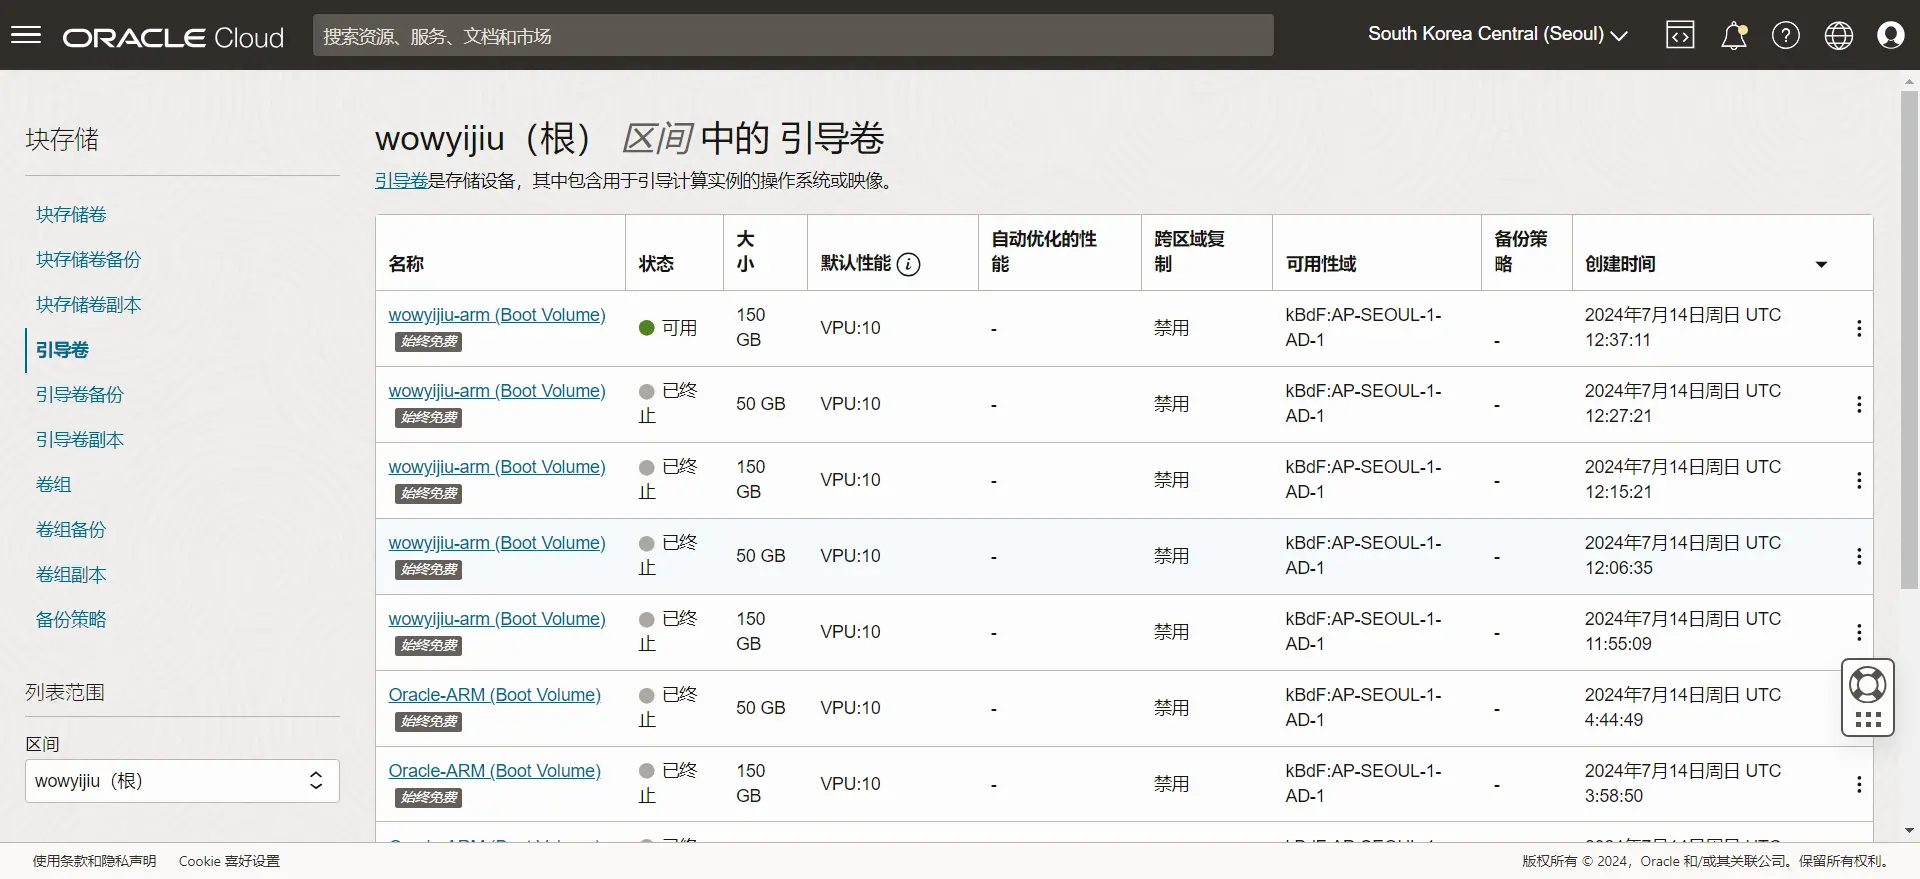 ORACLE Cloud
搜索资源、服务、文档和市场
South Korea Central (Seoul)
块存储
块存储卷
块存储卷备份
块存储卷副本
引导卷
引导卷备份
引导卷副本
卷组
卷组备份
卷组副本
备份策略
列表范围
区间
wowyijiu（根）
wowyijiu（根） 区间 中的 引导卷
引导卷是存储设备，其中包含用于引导计算实例的操作系统或映像。
名称 状态 大小 默认性能 自动优化的性能 跨区域复制 可用性域 备份策略 创建时间
wowyijiu-arm (Boot Volume) 始终免费 可用 150 GB VPU:10 - 禁用 kBdF:AP-SEOUL-1-AD-1 - 2024年7月14日周日 UTC 12:37:11
wowyijiu-arm (Boot Volume) 始终免费 已终止 50 GB VPU:10 - 禁用 kBdF:AP-SEOUL-1-AD-1 - 2024年7月14日周日 UTC 12:27:21
wowyijiu-arm (Boot Volume) 始终免费 已终止 150 GB VPU:10 - 禁用 kBdF:AP-SEOUL-1-AD-1 - 2024年7月14日周日 UTC 12:15:21
wowyijiu-arm (Boot Volume) 始终免费 已终止 50 GB VPU:10 - 禁用 kBdF:AP-SEOUL-1-AD-1 - 2024年7月14日周日 UTC 12:06:35
wowyijiu-arm (Boot Volume) 始终免费 已终止 150 GB VPU:10 - 禁用 kBdF:AP-SEOUL-1-AD-1 - 2024年7月14日周日 UTC 11:55:09
Oracle-ARM (Boot Volume) 始终免费 已终止 50 GB VPU:10 - 禁用 kBdF:AP-SEOUL-1-AD-1 - 2024年7月14日周日 UTC 4:44:49
Oracle-ARM (Boot Volume) 始终免费 已终止 150 GB VPU:10 - 禁用 kBdF:AP-SEOUL-1-AD-1 - 2024年7月14日周日 UTC 3:58:50
使用条款和隐私声明 Cookie 喜好设置
版权所有 © 2024，Oracle 和/或其关联公司。保留所有权利。